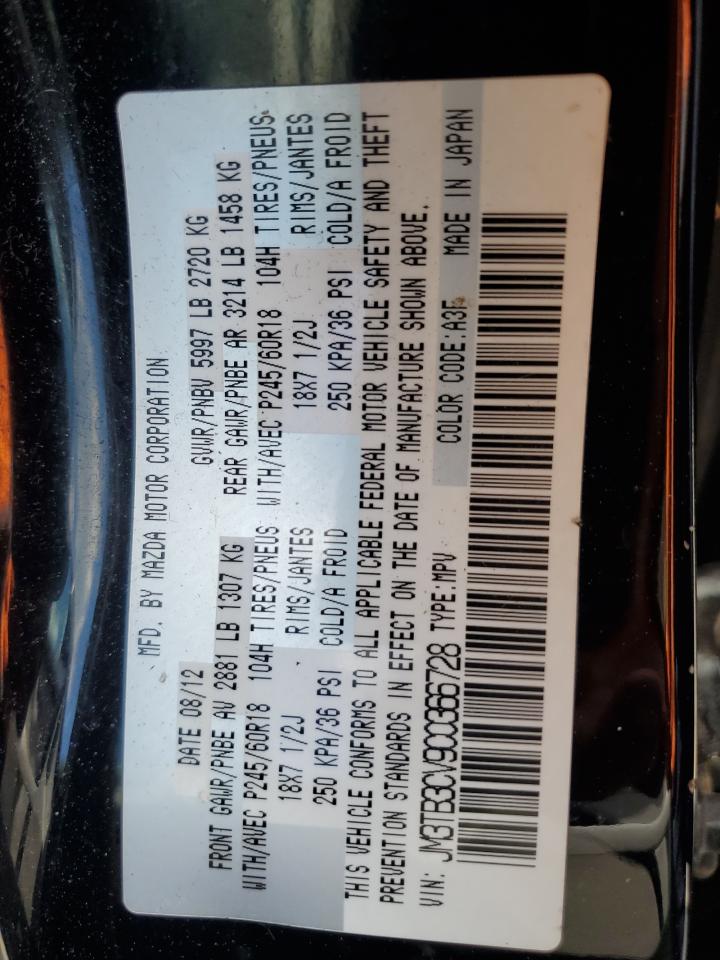 MFD. BY MAZDA MOTOR CORPORATION
DATE 08/12 GVWR/PNBV 5997 LB 2720 KG
FRONT GAWR/PNBE AV 2881 LB 1307 KG REAR GAWR/PNBE AR 3214 LB 1458 KG
WITH/AVEC P245/60R18 104H TIRES/PNEUS WITH/AVEC P245/60R18 104H TIRES/PNEUS
18X7 1/2J RIMS/JANTES 18X7 1/2J RIMS/JANTES
250 KPA/36 PSI COLD/A FROID 250 KPA/36 PSI COLD/A FROID
THIS VEHICLE CONFORMS TO ALL APPLICABLE FEDERAL MOTOR VEHICLE SAFETY AND THEFT
PREVENTION STANDARDS IN EFFECT ON THE DATE OF MANUFACTURE SHOWN ABOVE.
VIN: JM3TB3CV9C0366728 TYPE:MPV COLOR CODE:A3F MADE IN JAPAN